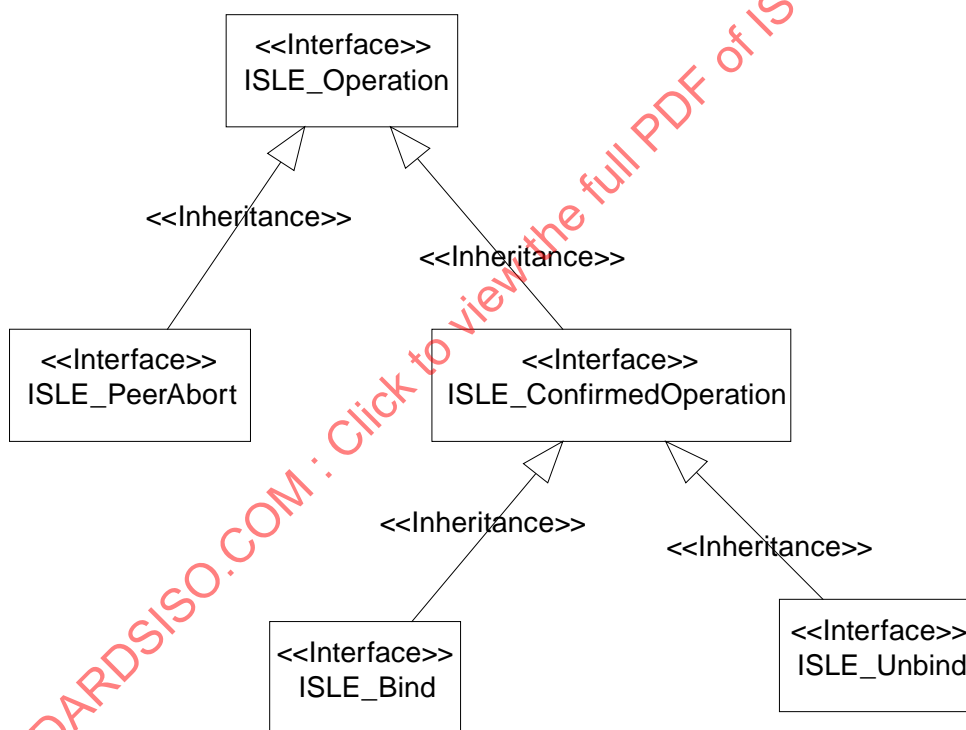 <<Interface>>
ISLE_Operation
<<Inheritance>>
<<Inheritance>>
<<Interface>>
ISLE_PeerAbort
<<Interface>>
ISLE_ConfirmedOperation
<<Inheritance>>
<<Inheritance>>
<<Interface>>
ISLE_Bind
<<Interface>>
ISLE_Unbind
DARDSISO.COM : Click to view the full PDF of IS